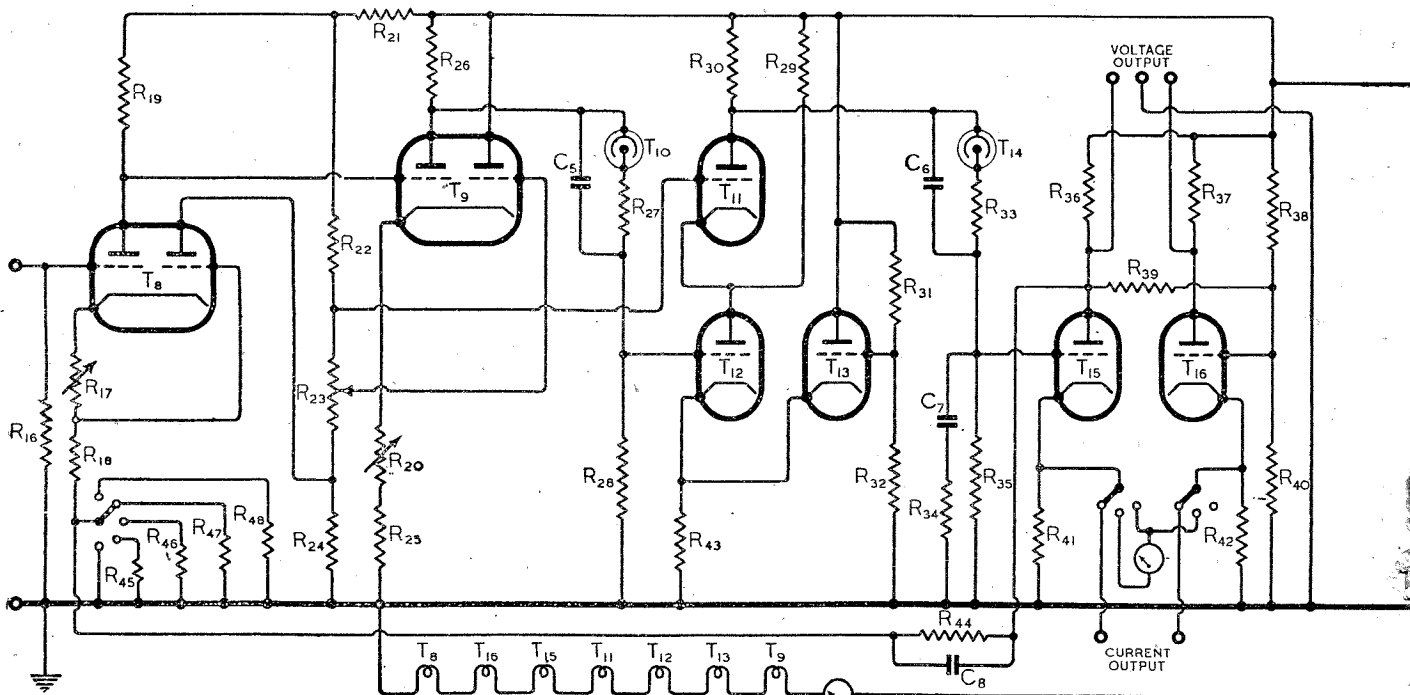 R21
R26
R30
R29
VOLTAGE
OUTPUT
R19
T9
C5
T10
R27
T11
C6
T14
R33
R36
R37
R38
T8
R22
R31
R39
R17
R23
T12
T13
T15
T16
C7
R16
R18
R20
R28
R32
R34
R35
R40
R48
R47
R46
R45
R24
R25
R43
R41
R42
R44
C8
T8
T16
T15
T11
T12
T13
T9
CURRENT
OUTPUT